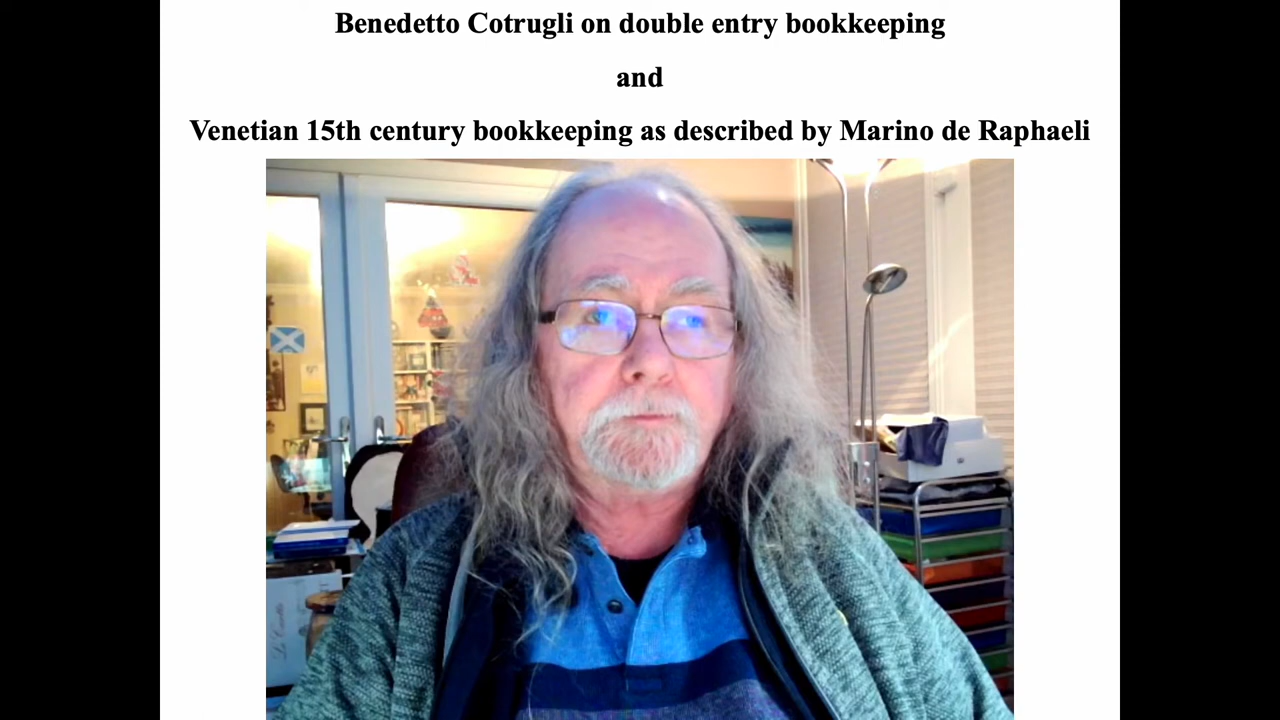 Benedetto Cotrugli on double entry bookkeeping
and
Venetian 15th century bookkeeping as described by Marino de Raphaeli